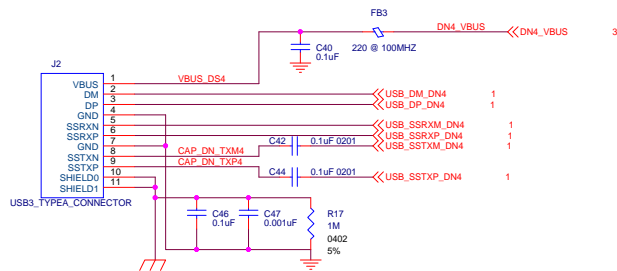 FB3
DN4_VBUS
DN4_VBUS 3
C40
0.1uF
220 @ 100MHZ
J2
VBUS 1 VBUS_DS4
DM 2 USB_DM_DN4 1
DP 3 USB_DP_DN4 1
GND 4
SSRXN 5 USB_SSRXM_DN4 1
SSRXP 6 USB_SSRXP_DN4 1
GND 7 C42 0.1uF 0201 USB_SSTXM_DN4 1
SSTXN 8 CAP_DN_TXM4
SSTXP 9 CAP_DN_TXP4
SHIELD0 10 C44 0.1uF 0201 USB_SSTXP_DN4 1
SHIELD1 11
USB3_TYPEA_CONNECTOR
C46
0.1uF
C47
0.001uF
R17
1M
0402
5%